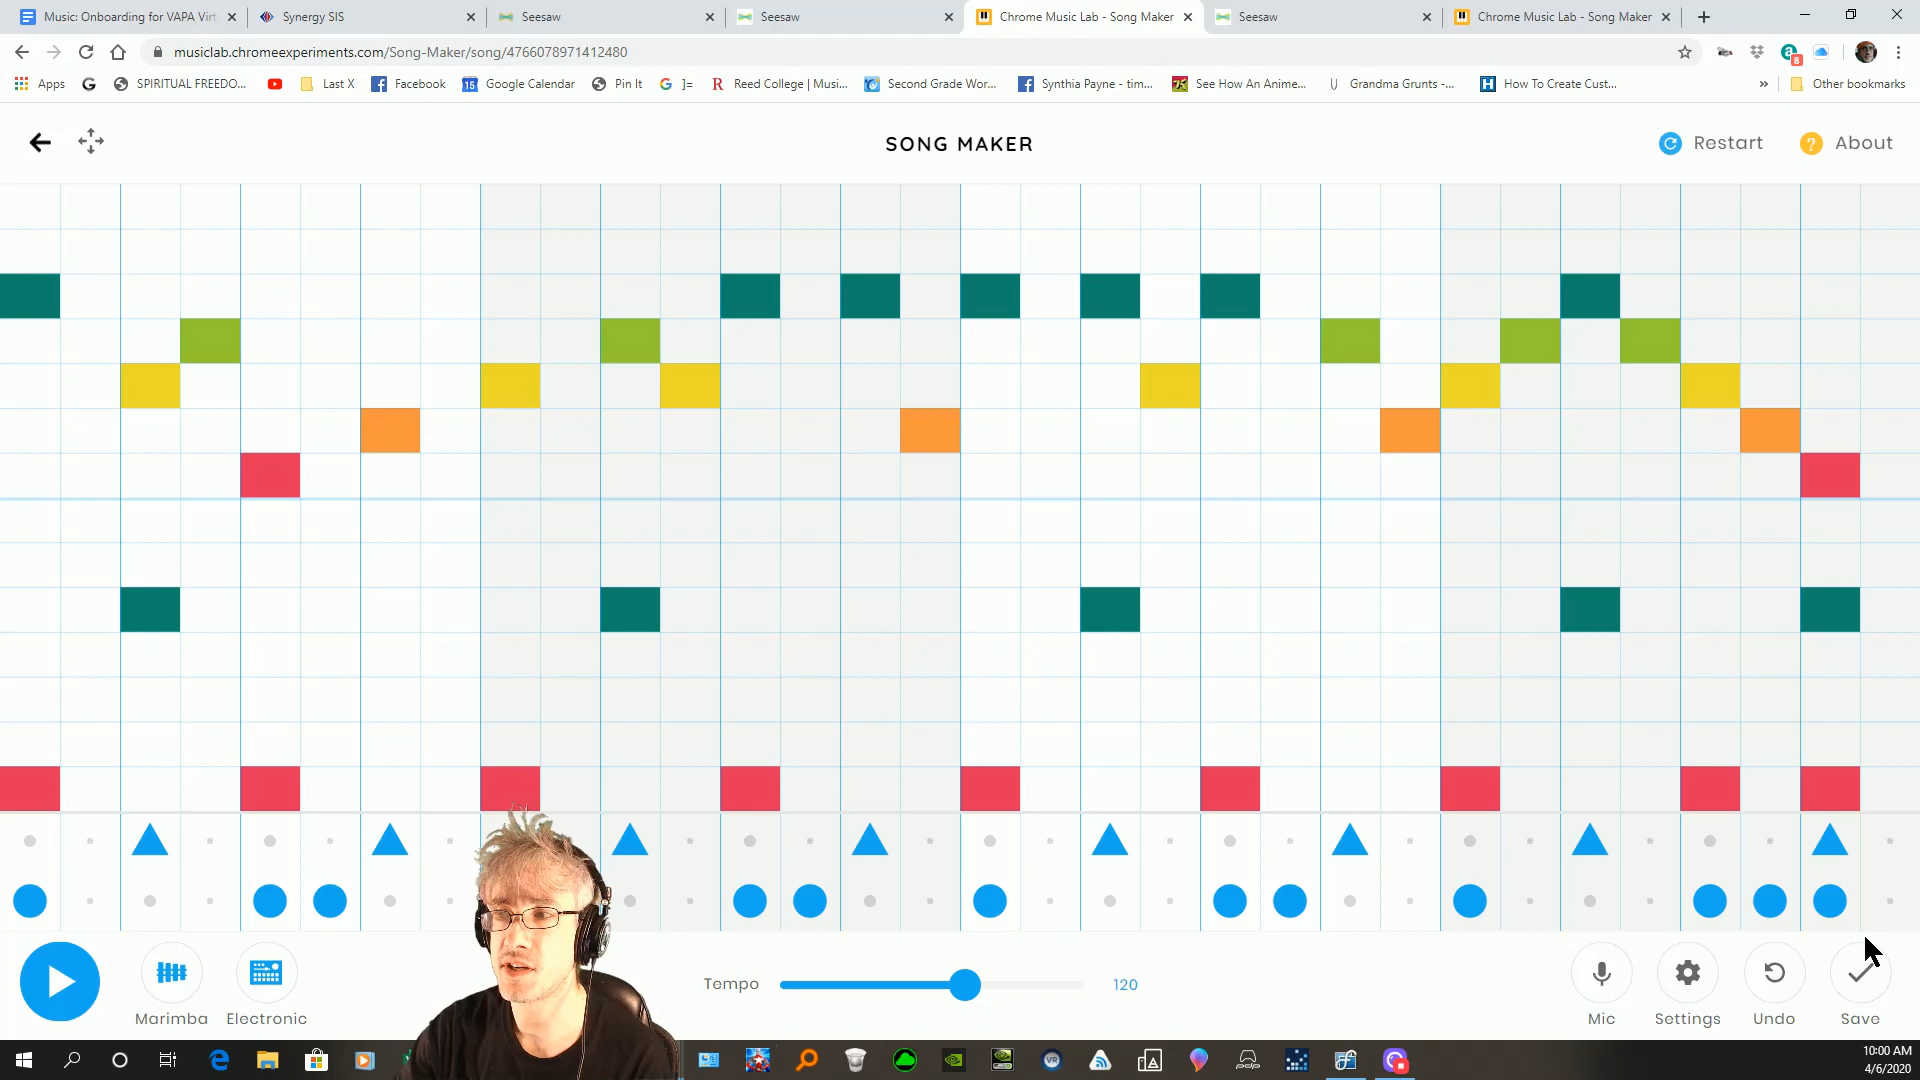 Music: Onboarding for VAPA Virt
Synergy SIS
Seesaw
Seesaw
Chrome Music Lab - Song Maker
Seesaw
Chrome Music Lab - Song Maker
musiclab.chromeexperiments.com/Song-Maker/song/4766078971412480
8
Apps
G
SPIRITUAL FREEDO...
Last X
Facebook
15
Google Calendar
Pin It
G ]=
R Reed College | Musi...
Second Grade Wor...
Synthia Payne - tim...
See How An Anime...
U Grandma Grunts -...
H How To Create Cust...
»
Other bookmarks
SONG MAKER
Restart
? About
Tempo
120
Marimba
Electronic
Mic
Settings
Undo
Save
VR
10:00 AM
4/6/2020